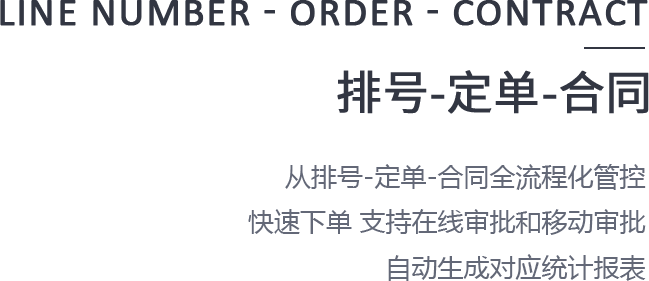 LINE NUMBER - ORDER - CONTRACT
排号-定单-合同
从排号-定单-合同全流程化管控
快速下单 支持在线审批和移动审批
自动生成对应统计报表